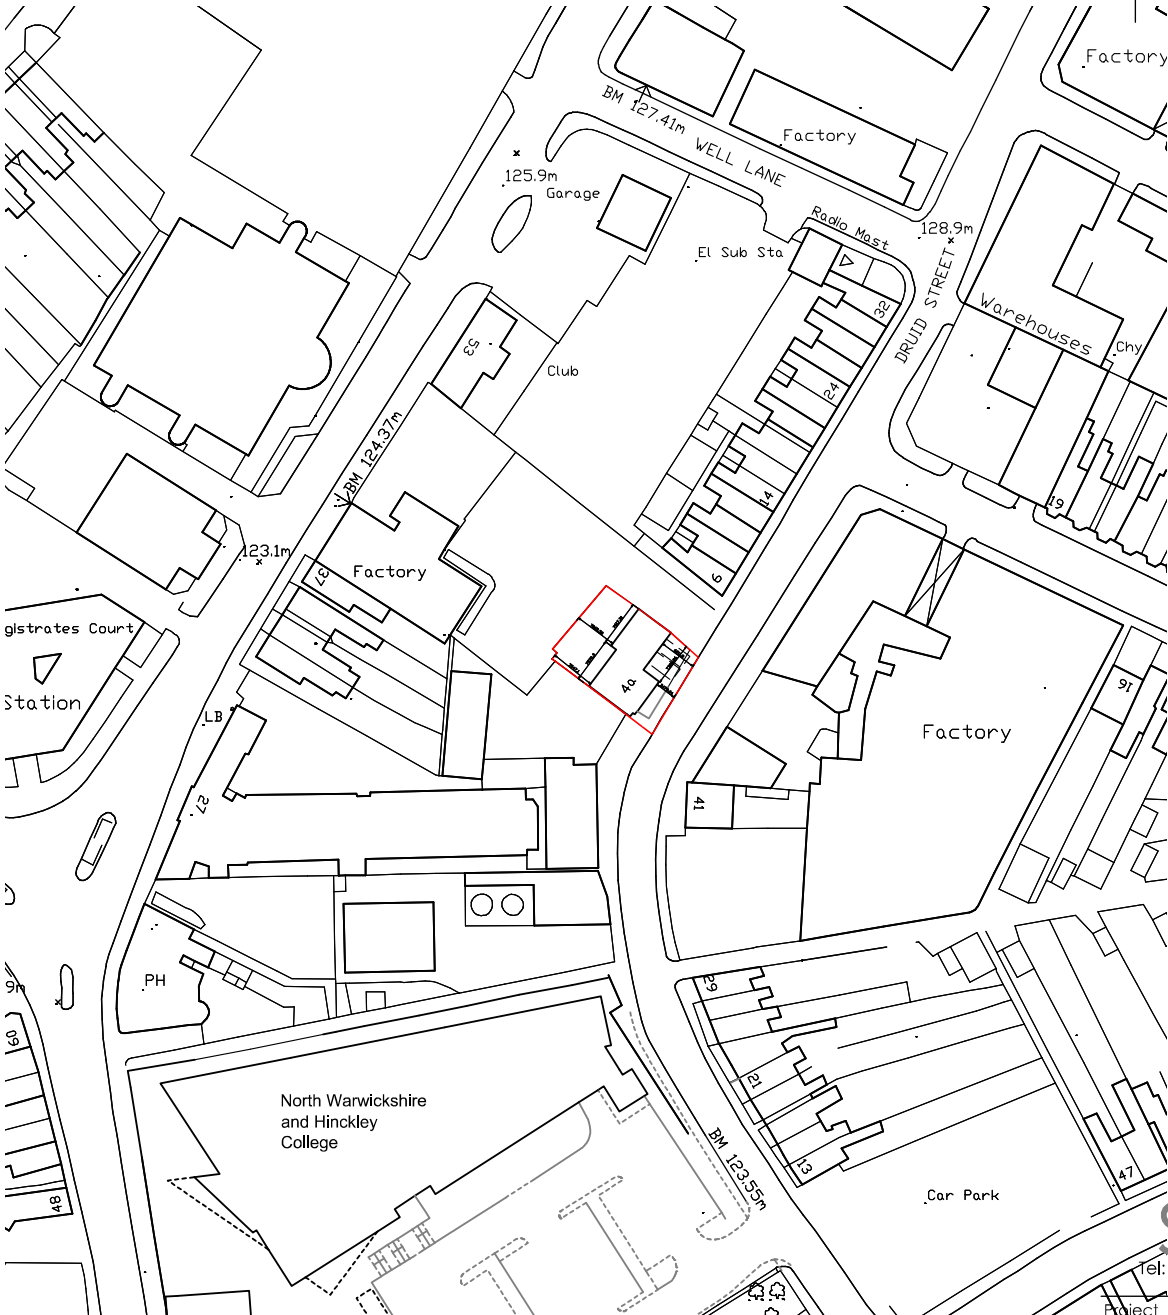 Factory
BM 127.41m
WELL LANE
Factory
125.9m
Garage
Radio Mast
128.9m
El Sub Sta
DRUID STREET
Warehouses
32
53
Chy
Club
24
BM 124.37m
14
19
123.1m
37
Factory
6
gistrates Court
4a
16
Station
LB
Factory
27
41
PH
29
9m
60
21
North Warwickshire
and Hinckley
College
BM 123.55m
13
47
48
Car Park
Tel:
Project